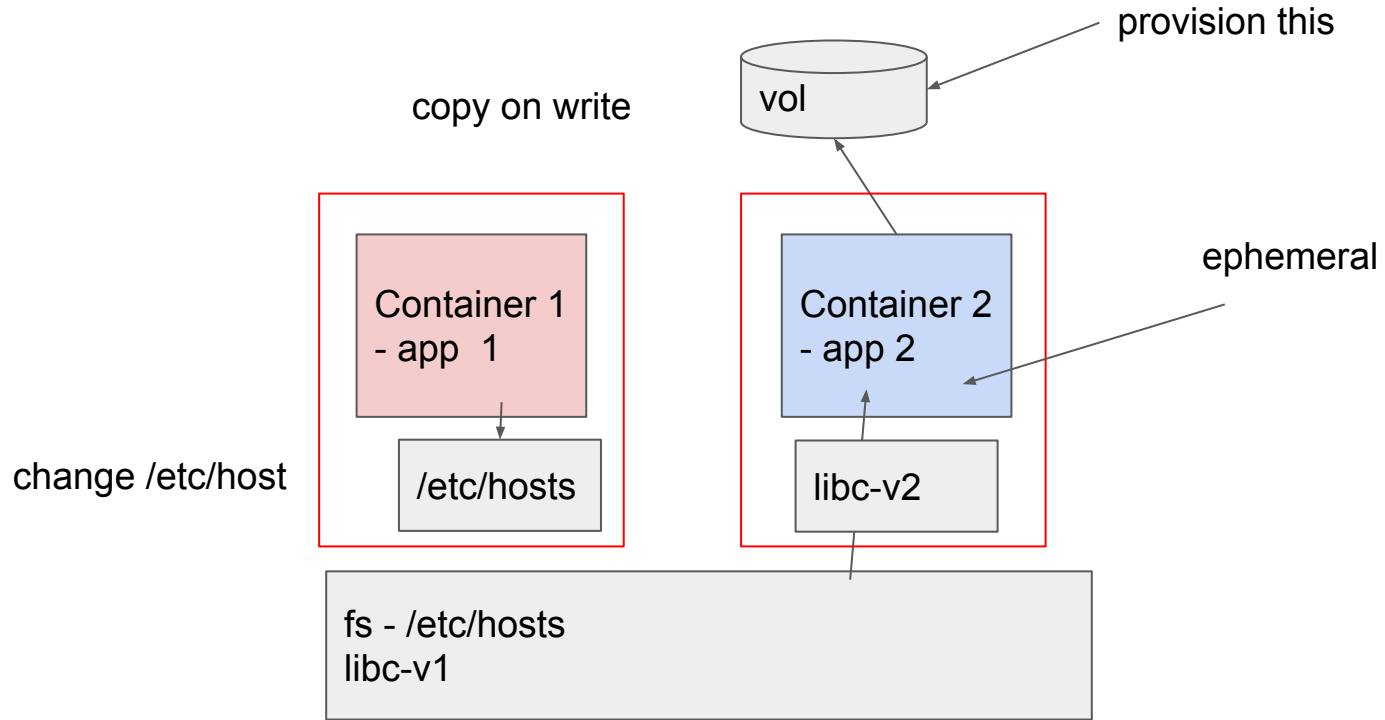 provision this
vol
copy on write
ephemeral
Container 1
- app  1
Container 2
- app 2
change /etc/host
/etc/hosts
libc-v2
fs - /etc/hosts
libc-v1